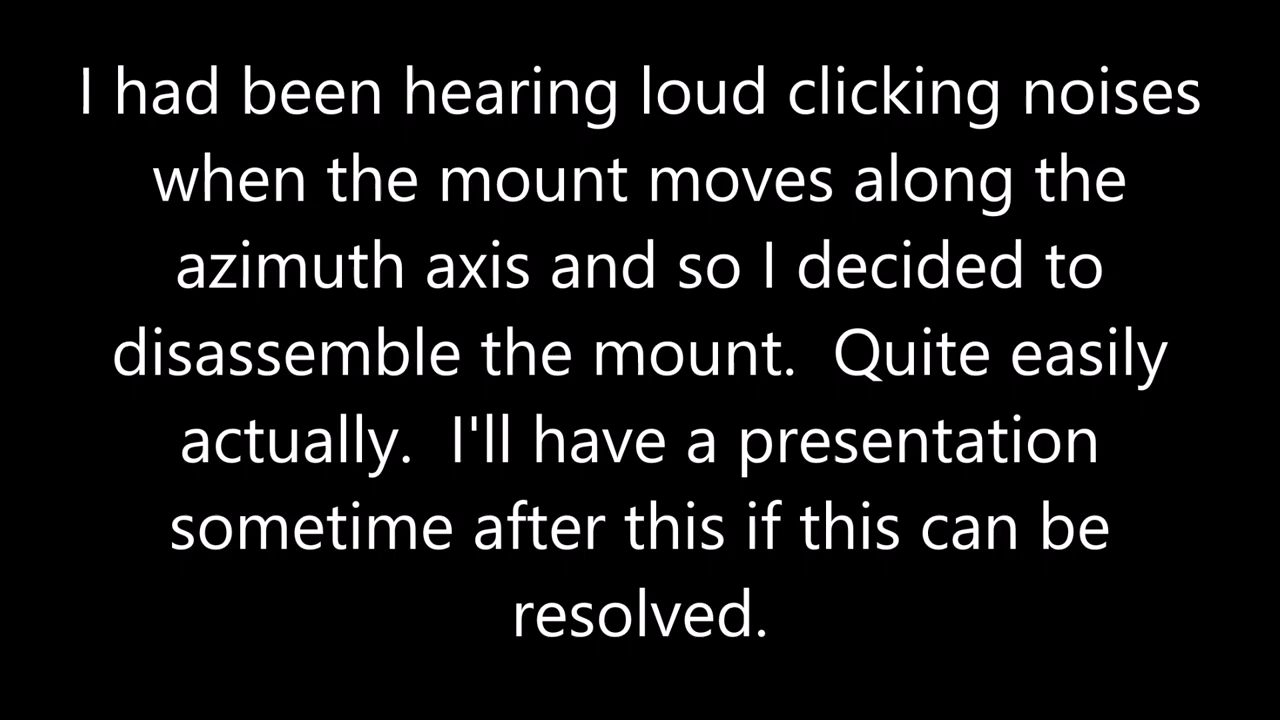 I had been hearing loud clicking noises
when the mount moves along the
azimuth axis and so I decided to
disassemble the mount.  Quite easily
actually.  I'll have a presentation
sometime after this if this can be
resolved.